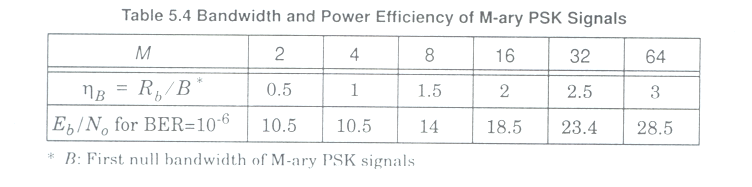 Table 5.4 Bandwidth and Power Efficiency of M-ary PSK Signals
M 2 4 8 16 32 64
η_B = R_b/B* 0.5 1 1.5 2 2.5 3
E_b/N_o for BER=10^-6 10.5 10.5 14 18.5 23.4 28.5
* B: First null bandwidth of M-ary PSK signals